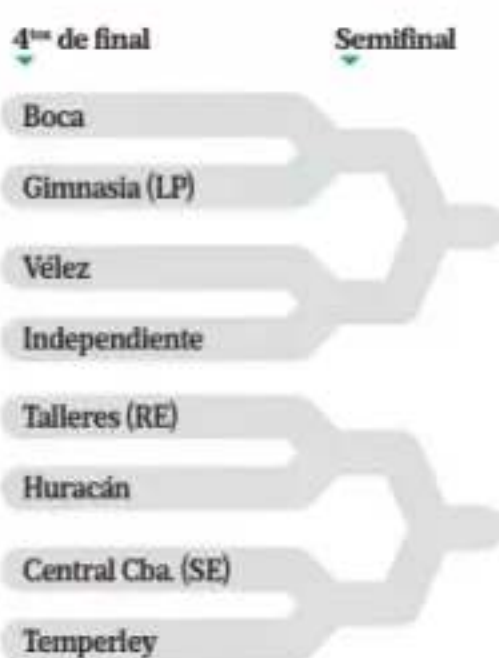 4tos de final
Semifinal
Boca
Gimnasia (LP)
Vélez
Independiente
Talleres (RE)
Huracán
Central Cba. (SE)
Temperley